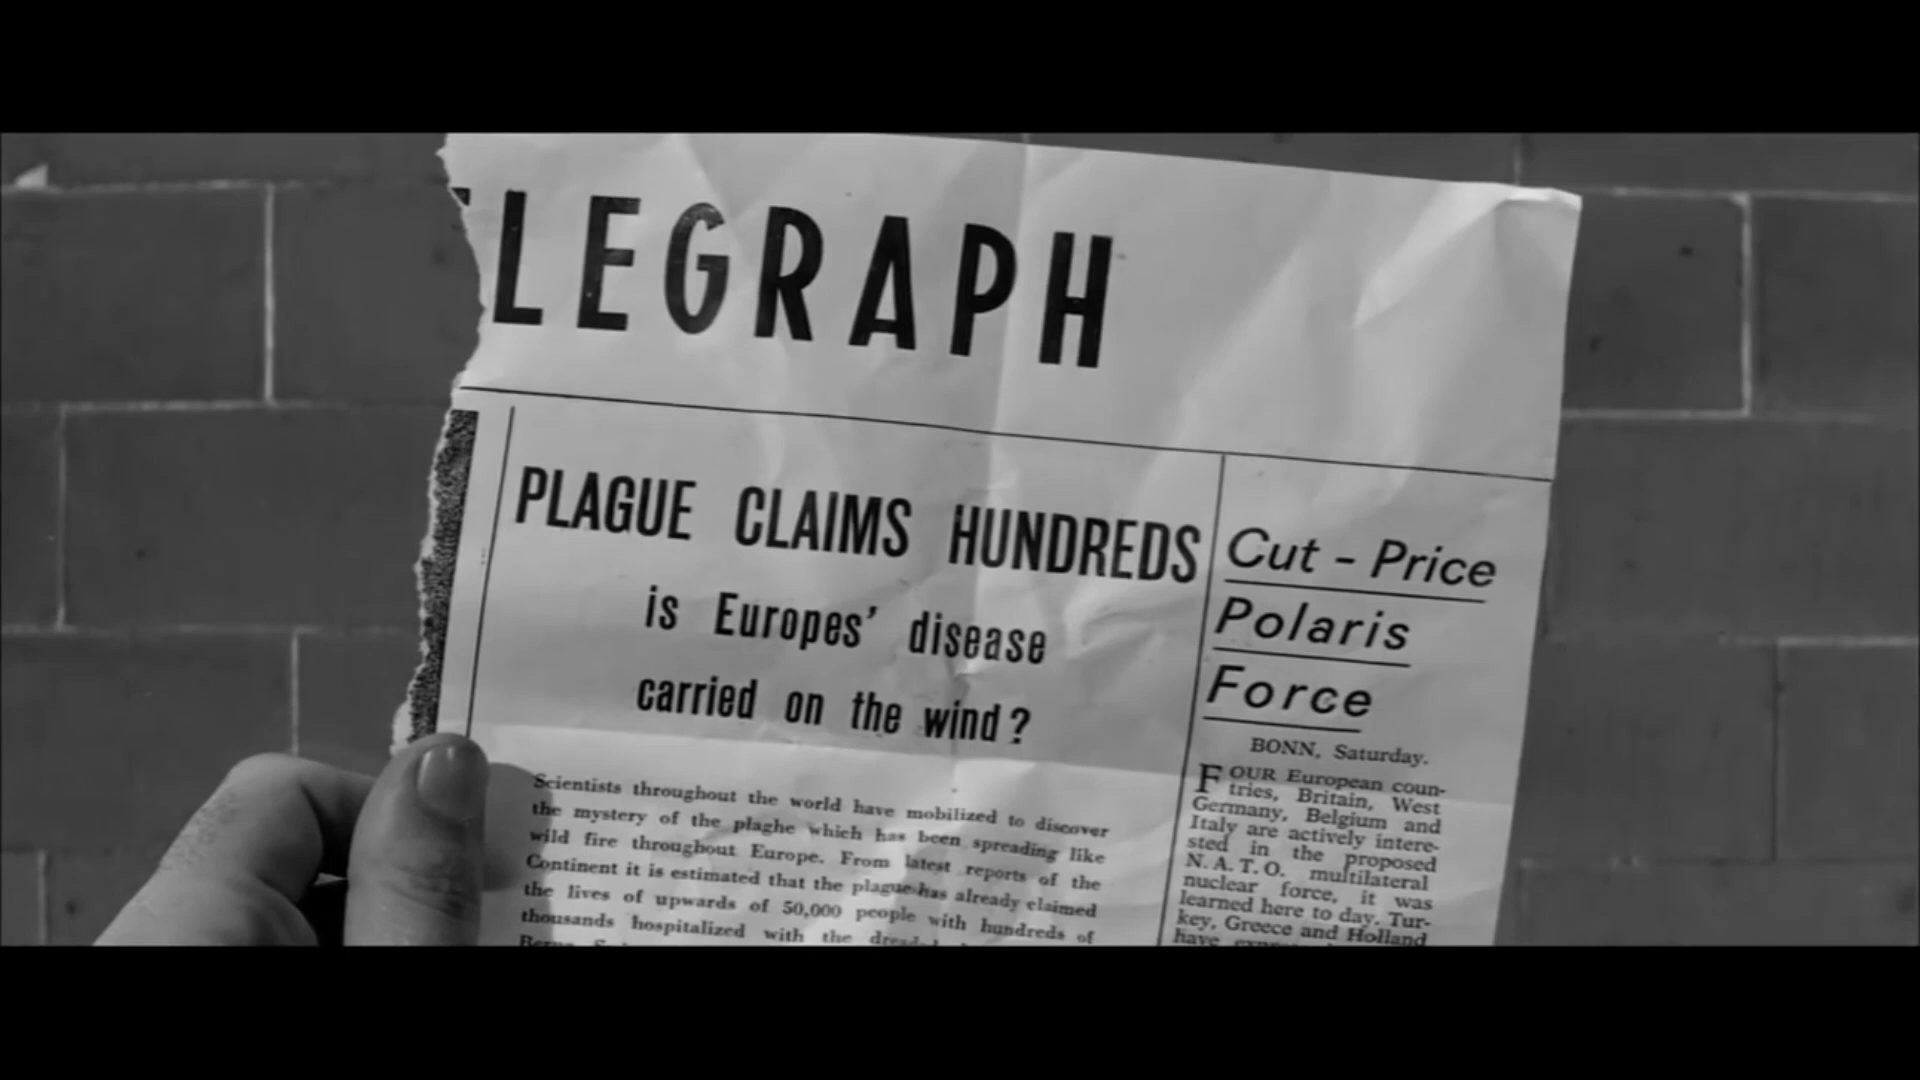 LEGRAPH
PLAGUE CLAIMS HUNDREDS
is Europes' disease
carried on the wind?
Scientists throughout the world have mobilized to discover
the mystery of the plaghe which has been spreading like
wild fire throughout Europe. From latest reports of the
Continent it is estimated that the plague has already claimed
the lives of upwards of 50,000 people with hundreds of
thousands hospitalized with the
Cut - Price
Polaris
Force
BONN, Saturday.
FOUR European coun-
tries, Britain, West
Germany, Belgium and
Italy are actively intere-
sted in the proposed
N.A.T.O. multilateral
nuclear force, it was
learned here to day. Tur-
key, Greece and Holland
have